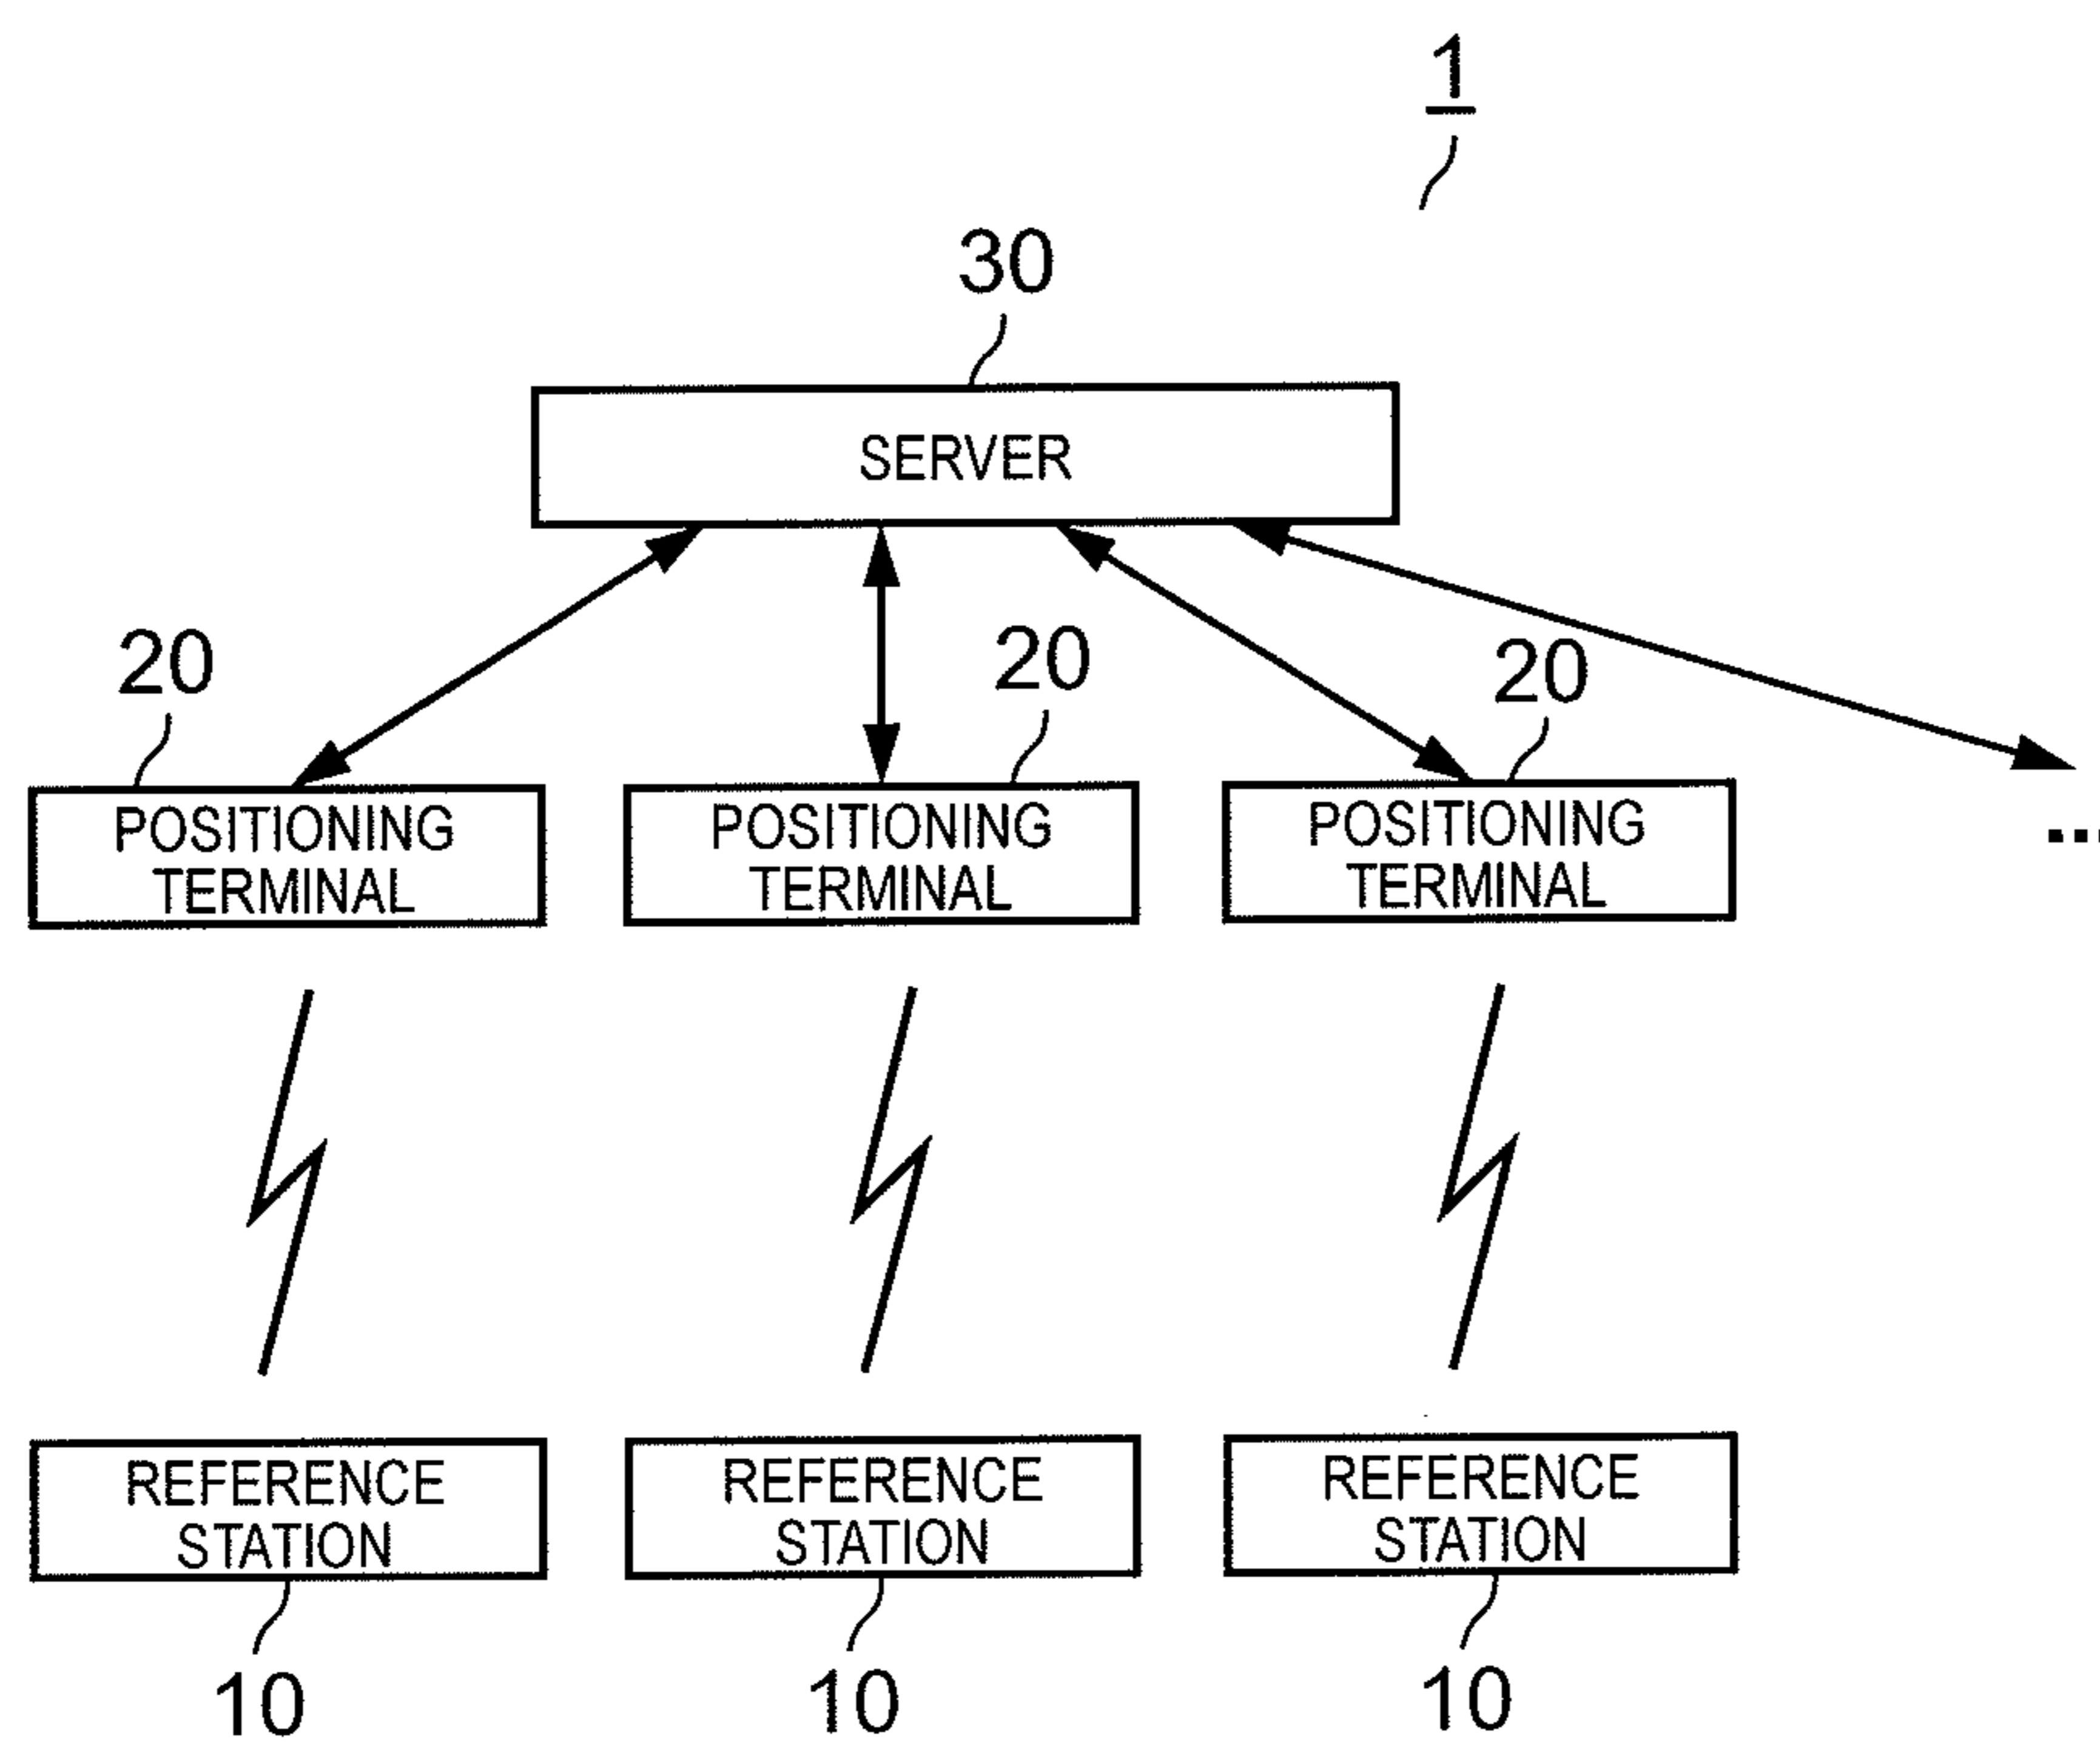 1
30
SERVER
20 20 20
POSITIONING TERMINAL
POSITIONING TERMINAL
POSITIONING TERMINAL
...
REFERENCE STATION
REFERENCE STATION
REFERENCE STATION
10 10 10